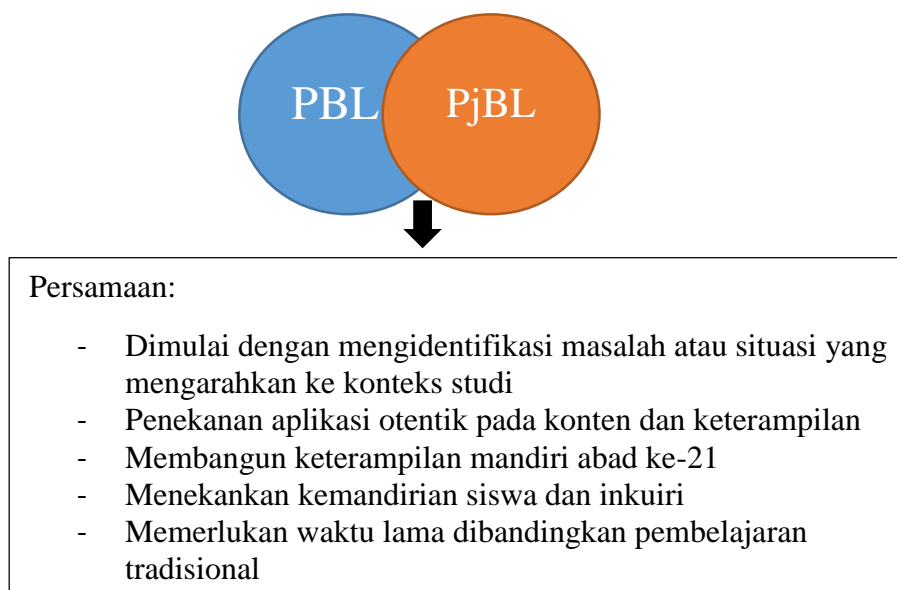 PBL
PjBL
Persamaan:
- Dimulai dengan mengidentifikasi masalah atau situasi yang
mengarahkan ke konteks studi
- Penekanan aplikasi otentik pada konten dan keterampilan
- Membangun keterampilan mandiri abad ke-21
- Menekankan kemandirian siswa dan inkuiri
- Memerlukan waktu lama dibandingkan pembelajaran
tradisional